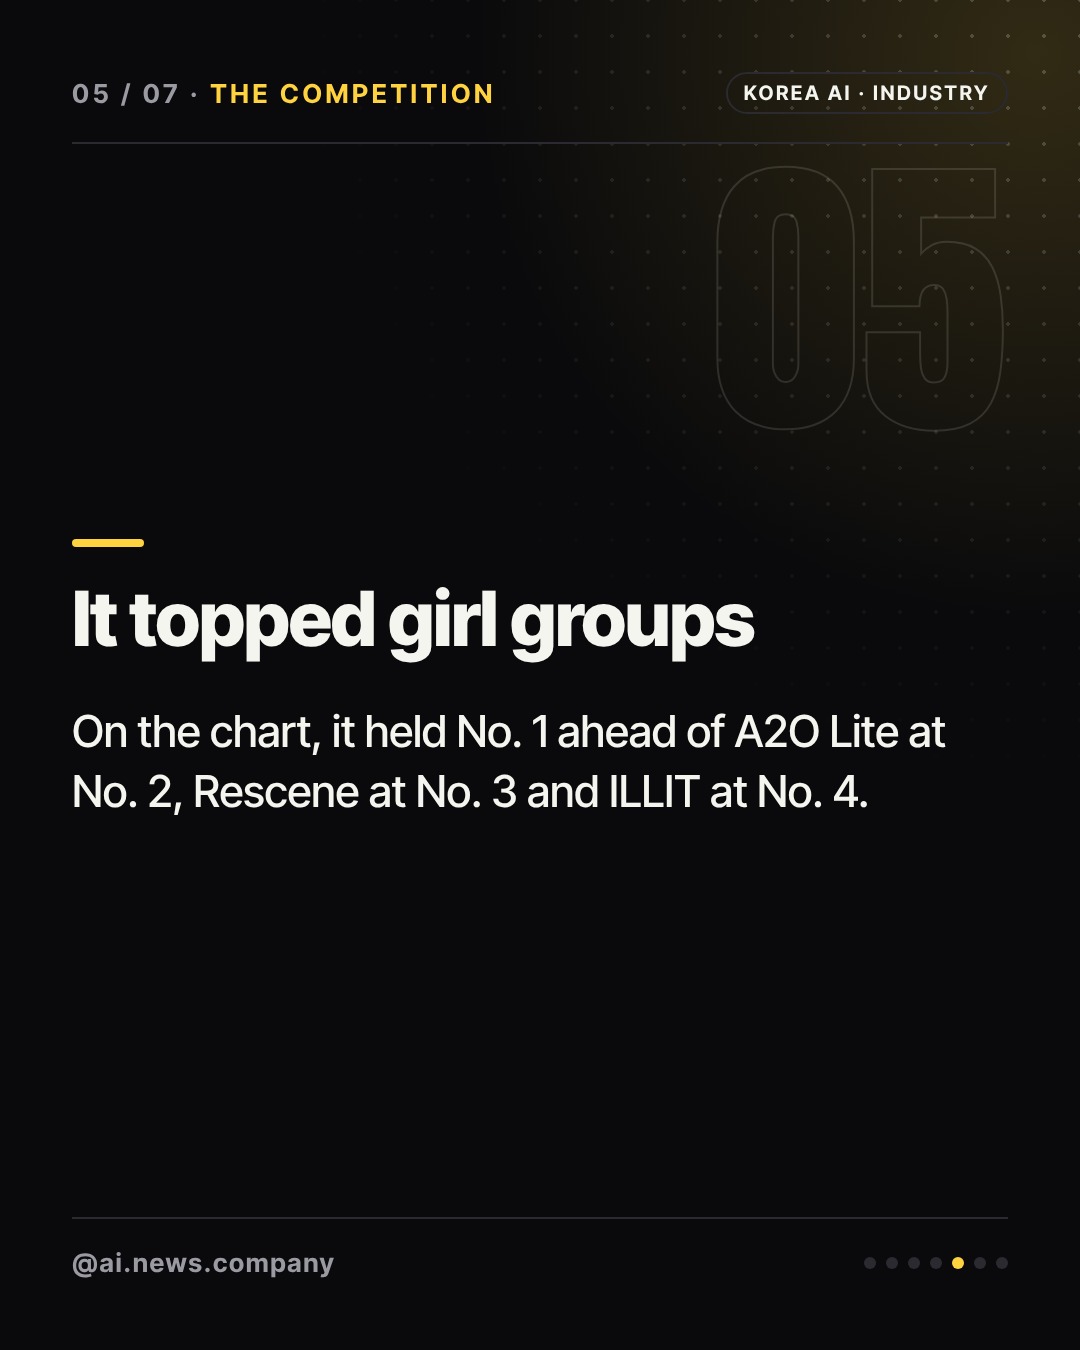 05 / 07 · THE COMPETITION
KOREA AI · INDUSTRY
05
It topped girl groups
On the chart, it held No. 1 ahead of A2O Lite at
No. 2, Rescene at No. 3 and ILLIT at No. 4.
@ai.news.company